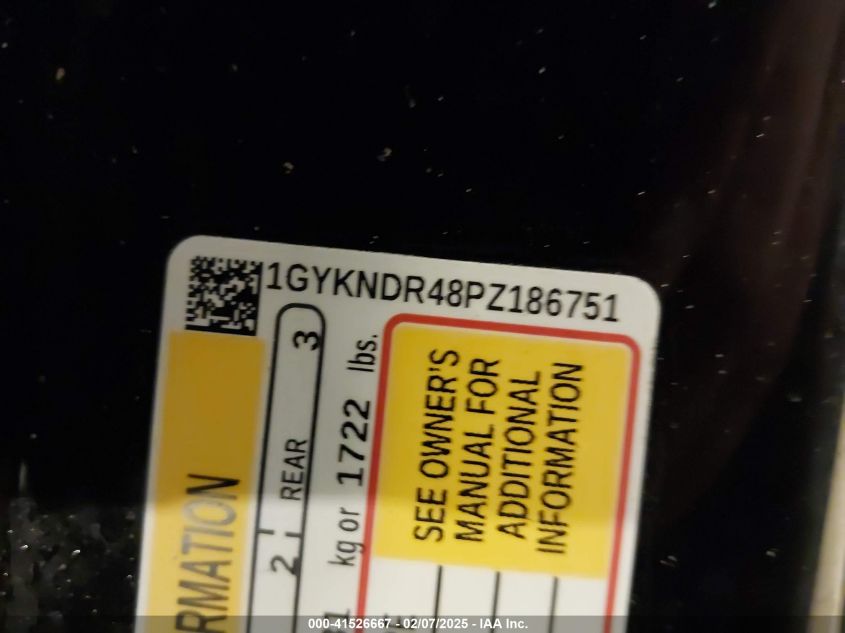 1GYKNDR48PZ186751
RMATION
2 REAR 3
kg or 1722 lbs.
SEE OWNER'S
MANUAL FOR
ADDITIONAL
INFORMATION
000-41526667 - 02/07/2025 - IAA Inc.